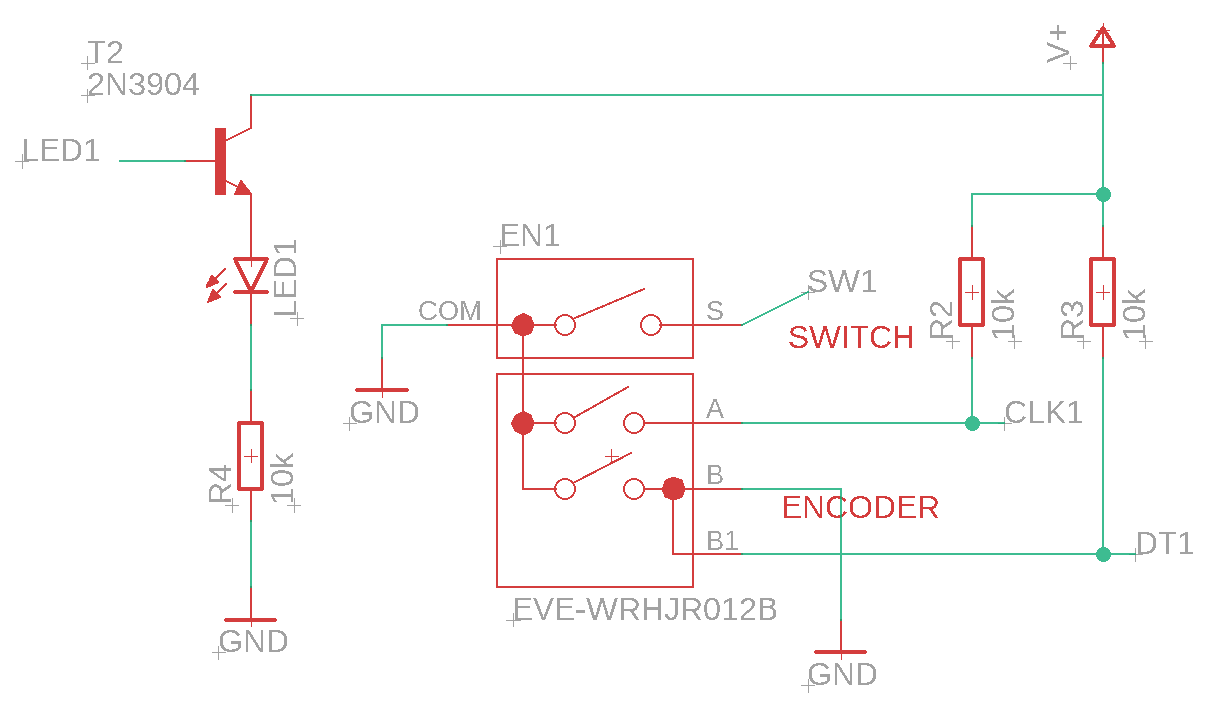 T2
2N3904
V+
LED1
EN1
LED1
COM
S
SW1
SWITCH
R2
10k
R3
10k
GND
A
CLK1
R4
10k
B
ENCODER
B1
DT1
EVE-WRHJR012B
GND
GND